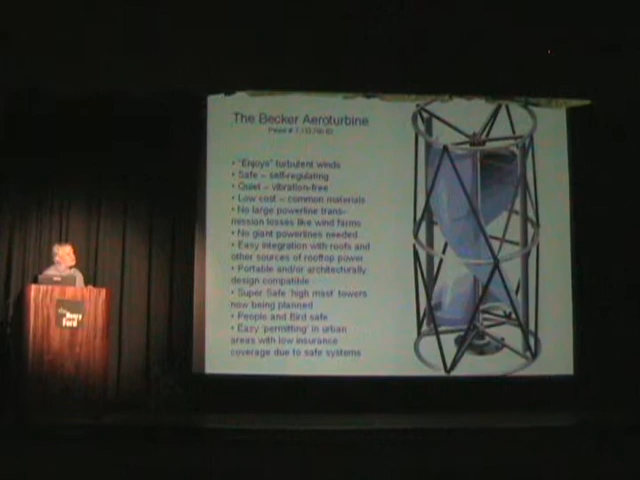 The Becker Aeroturbine
• "Enjoys" turbulent winds
• Safe – self-regulating
• Quiet – vibration-free
• Low cost – common materials
• No large powerline trans-
mission losses like wind farms
• No giant powerlines needed
• Easy integration with roofs and
other sources of rooftop power
• Portable and/or architecturally
design compatible
• Super Safe 'high mast' towers
now being planned
• People and Bird safe
• Easy 'permitting' in urban
areas with low insurance
coverage due to safe systems
the
Henry
Ford